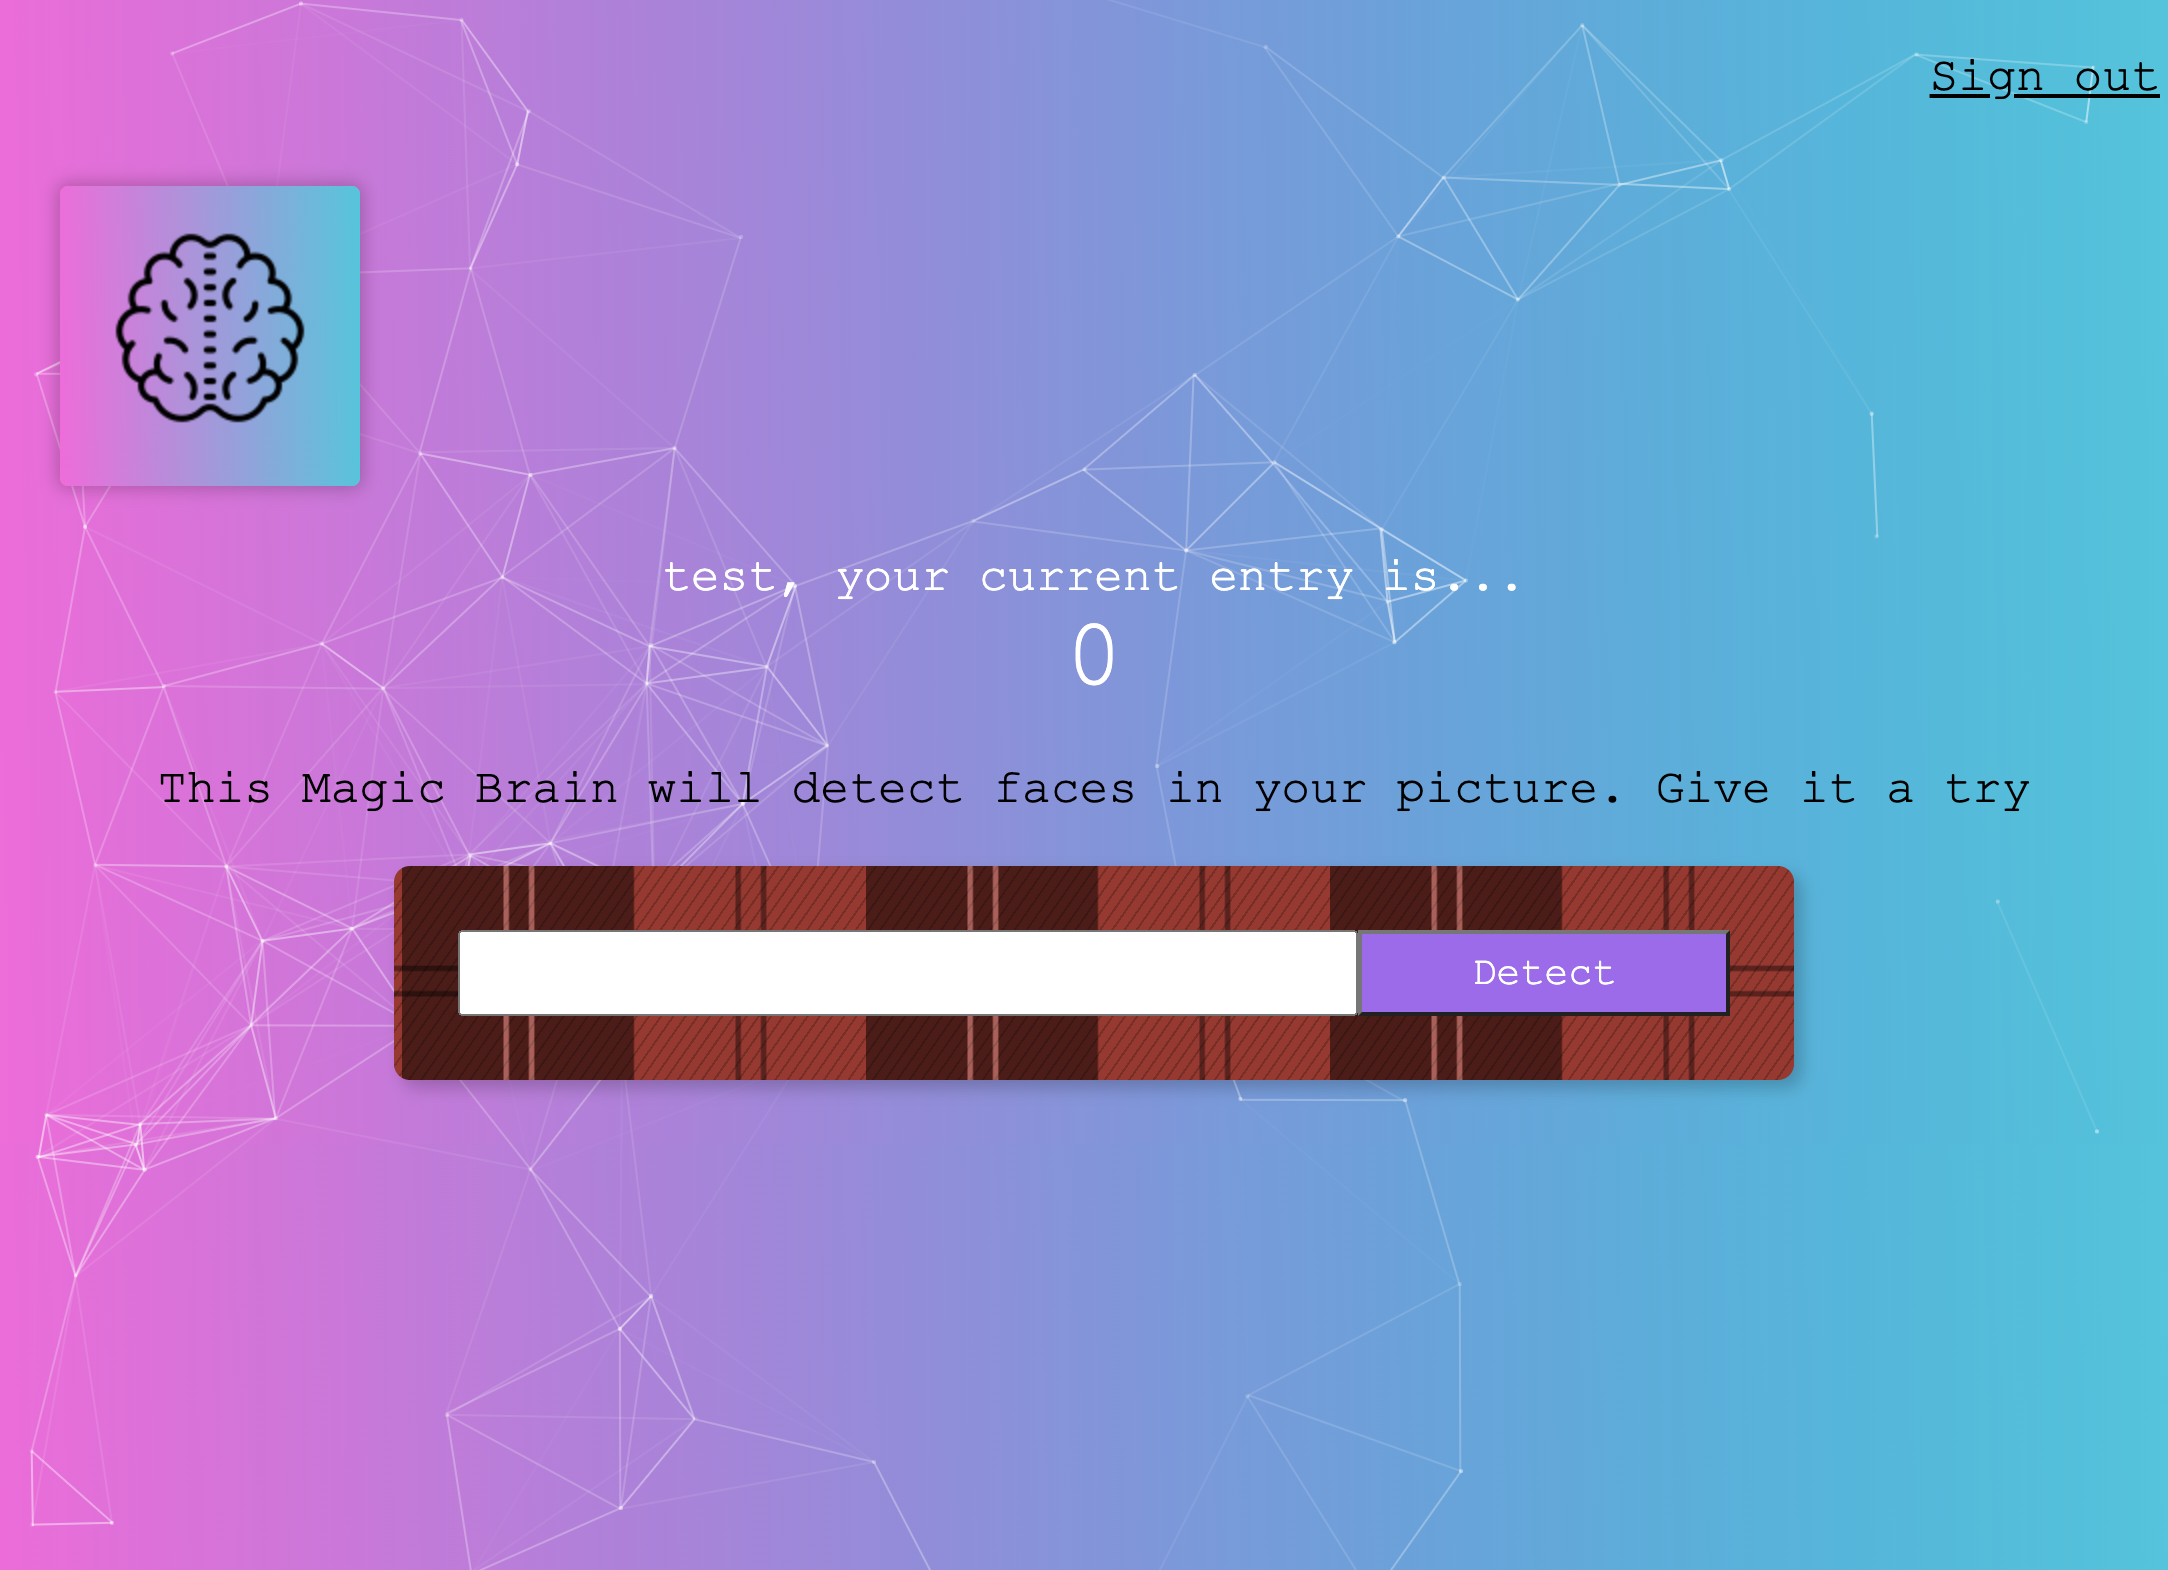 Sign out
test, your current entry is...
0
This Magic Brain will detect faces in your picture. Give it a try
Detect